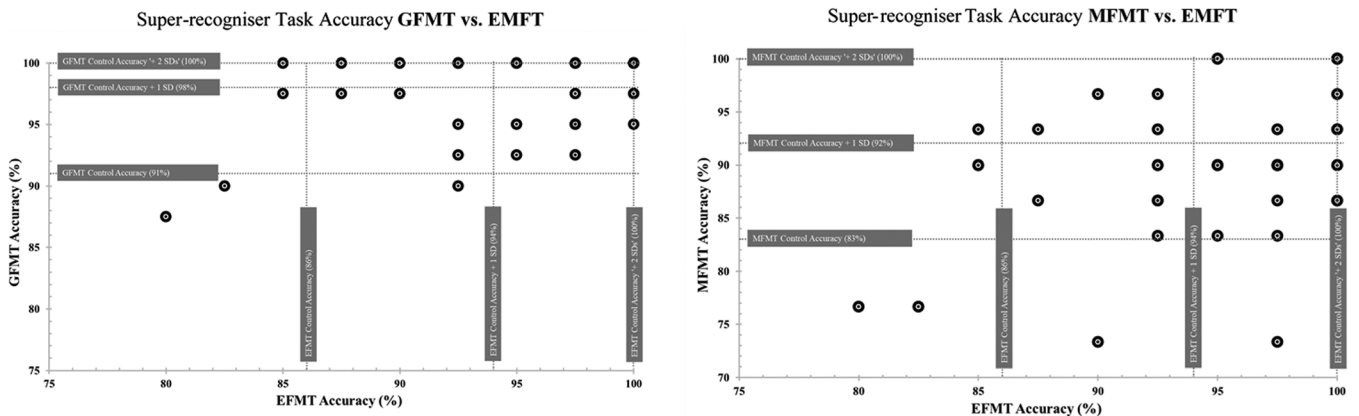 Super-recogniser Task Accuracy GFMT vs. EMFT
GFMT Accuracy (%)
100
95
90
85
80
75
GFMT Control Accuracy '+ 2 SDs' (100%)
GFMT Control Accuracy + 1 SD (98%)
GFMT Control Accuracy (91%)
EFMT Control Accuracy (86%)
EFMT Control Accuracy + 1 SD (94%)
EFMT Control Accuracy '+ 2 SDs' (100%)
75 80 85 90 95 100
EFMT Accuracy (%)
Super-recogniser Task Accuracy MFMT vs. EMFT
MFMT Accuracy (%)
100
95
90
85
80
75
70
MFMT Control Accuracy '+ 2 SDs' (100%)
MFMT Control Accuracy + 1 SD (92%)
MFMT Control Accuracy (83%)
EFMT Control Accuracy (86%)
EFMT Control Accuracy + 1 SD (94%)
EFMT Control Accuracy '+ 2 SDs' (100%)
75 80 85 90 95 100
EFMT Accuracy (%)